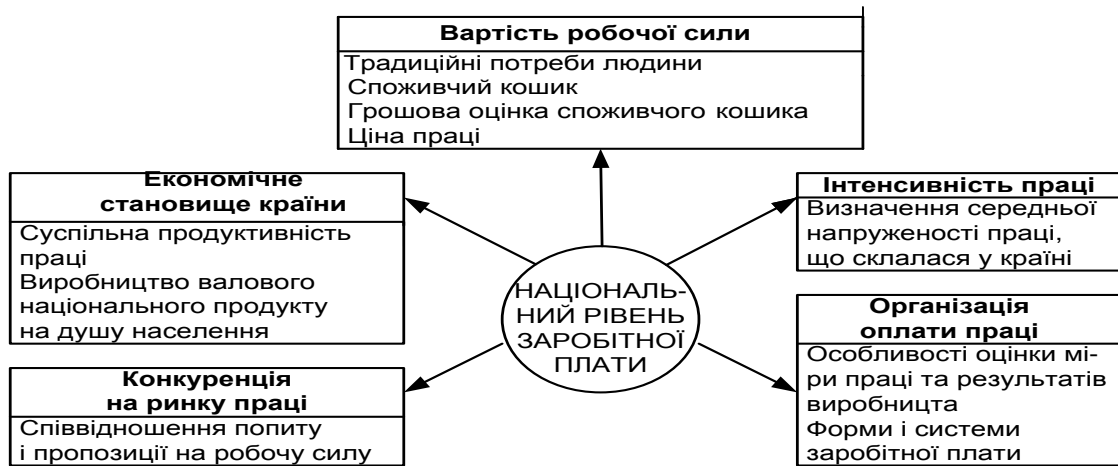 Вартість робочої сили
Традиційні потреби людини
Споживчий кошик
Грошова оцінка споживчого кошика
Ціна праці
Економічне
становище країни
Суспільна продуктивність
праці
Виробництво валового
національного продукту
на душу населення
Інтенсивність праці
Визначення середньої
напруженості праці,
що склалася у країні
НАЦІОНАЛЬ-
НИЙ РІВЕНЬ
ЗАРОБІТНОЇ
ПЛАТИ
Конкуренція
на ринку праці
Співвідношення попиту
і пропозиції на робочу силу
Організація
оплати праці
Особливості оцінки мі-
ри праці та результатів
виробницта
Форми і системи
заробітної плати